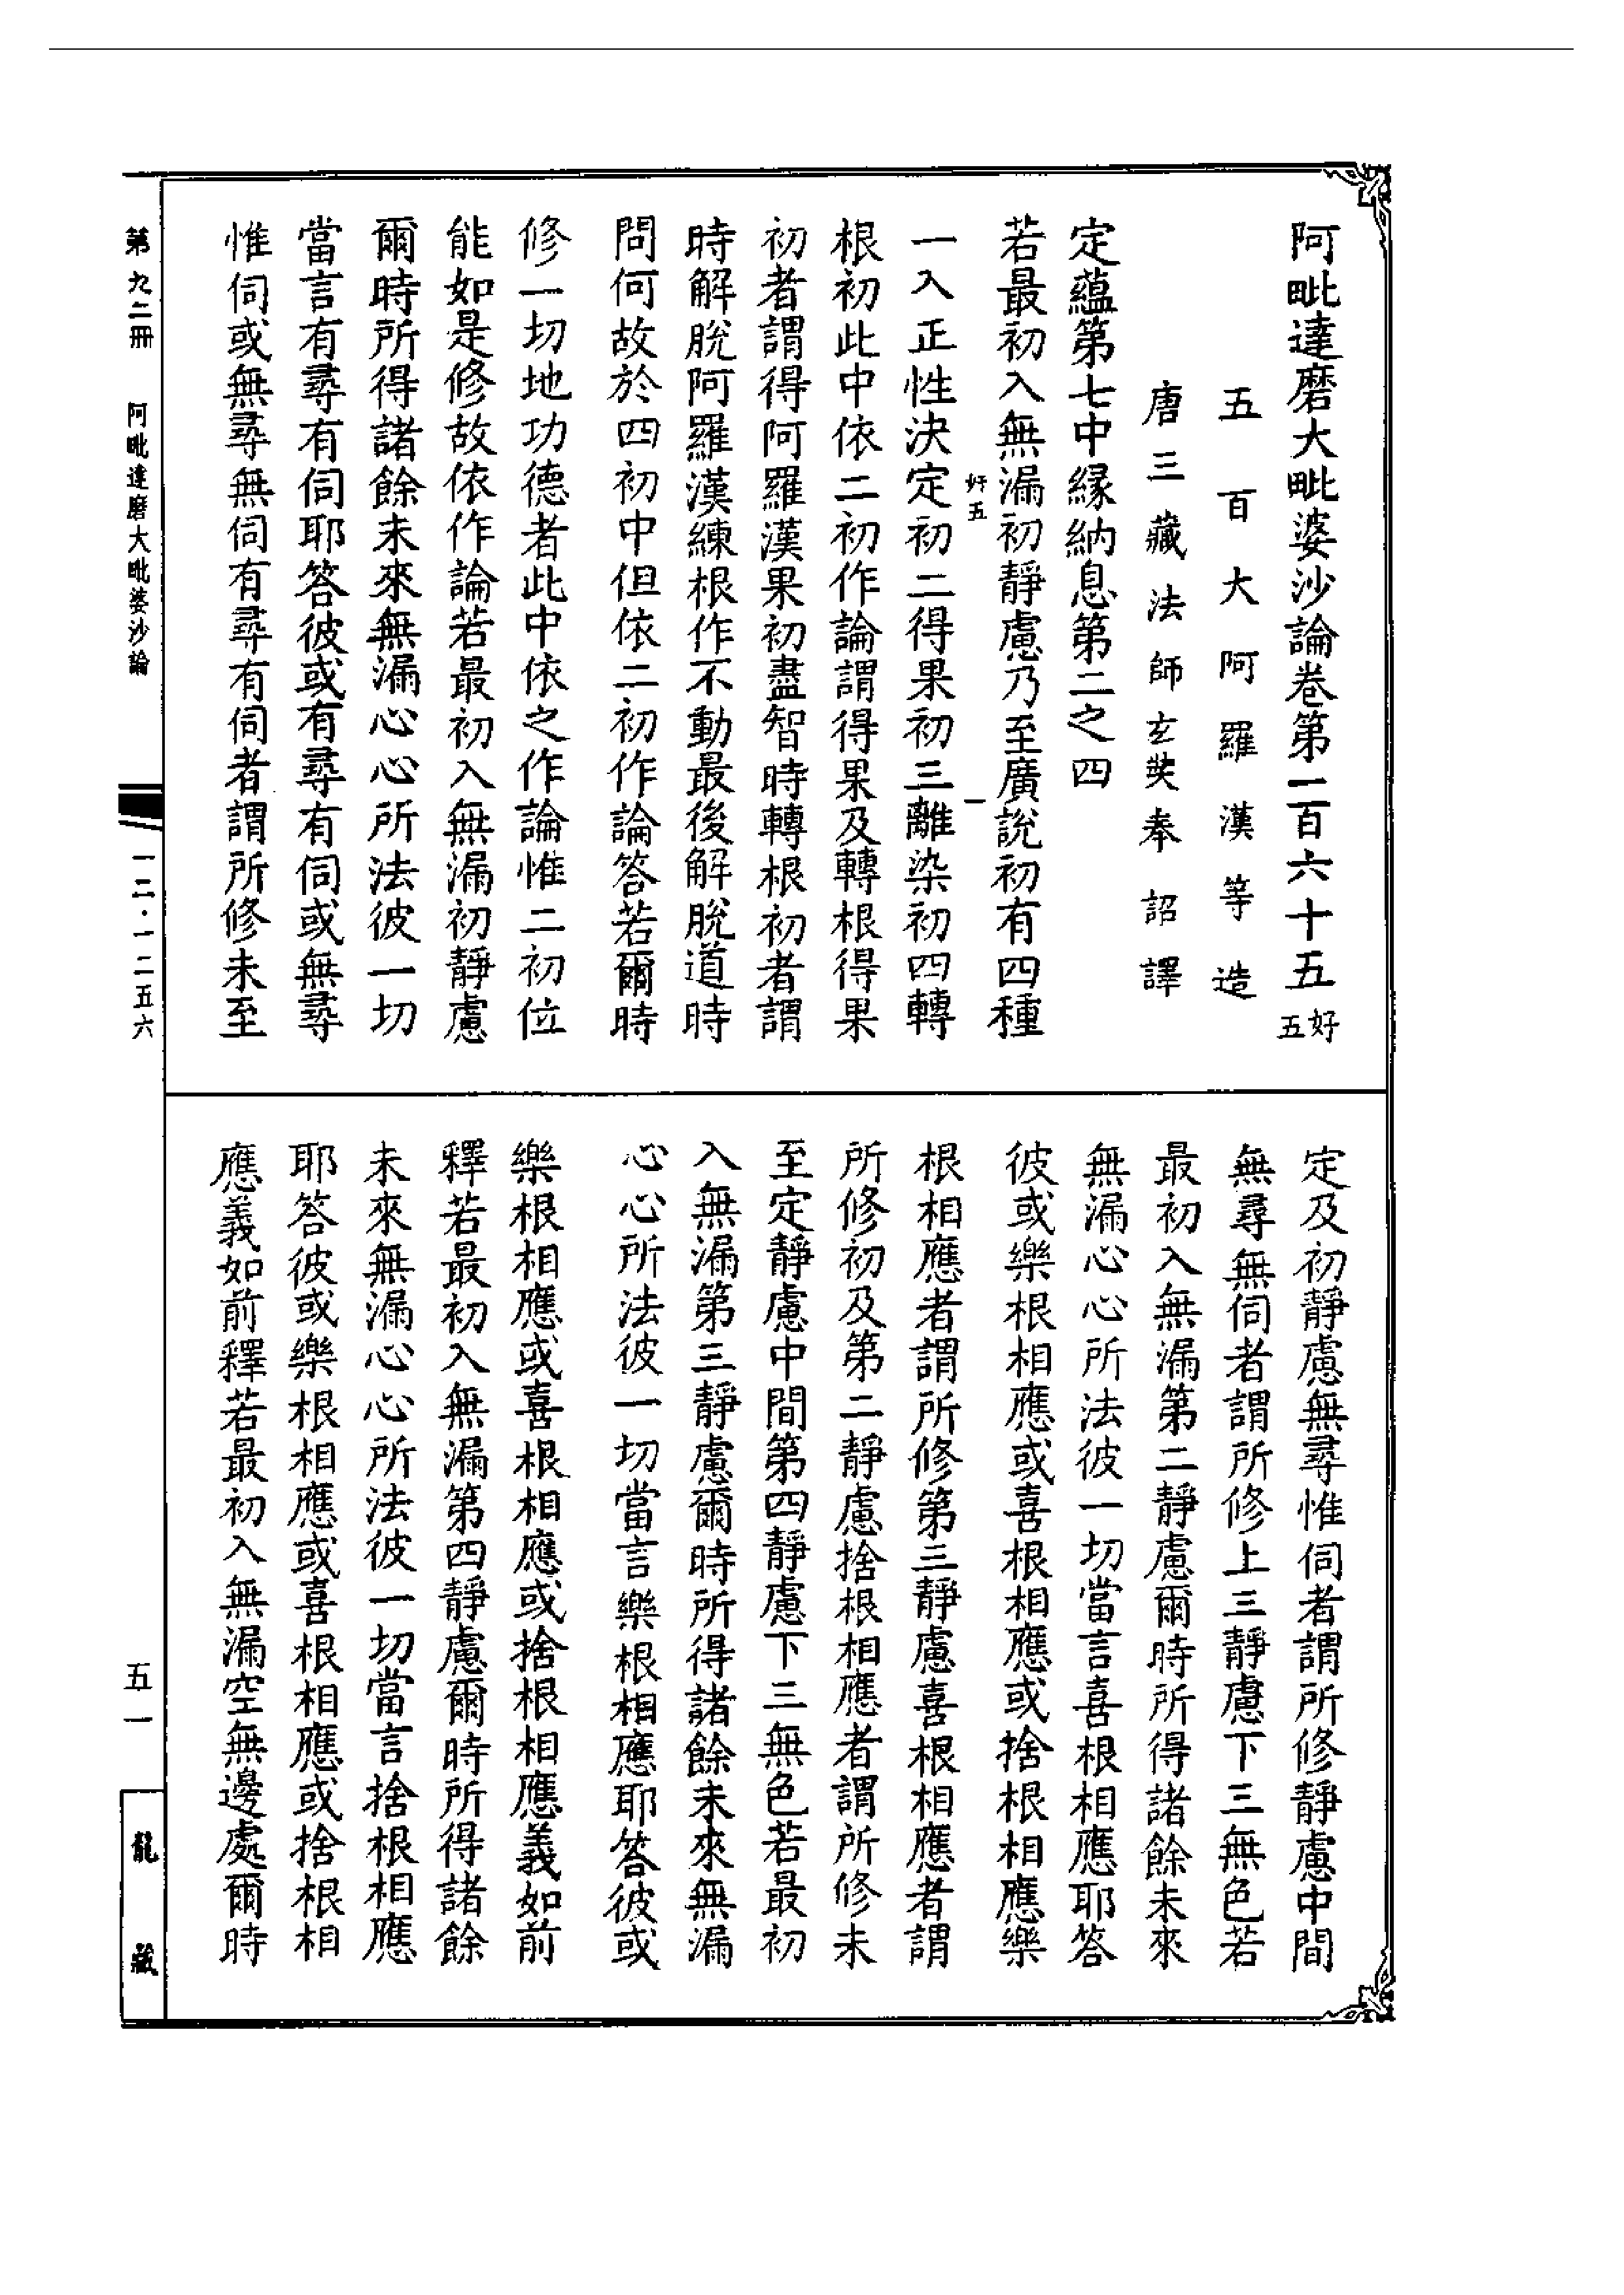 阿毗達磨大毗婆沙論卷第一百六十五 好五
五百大阿羅漢等造
唐三藏法師玄奘奉詔譯
定蘊第七中緣納息第二之四
若最初入無漏初靜慮乃至廣說初有四種
好五 一
一入正性決定初二得果初三離染初四轉
根初此中依二初作論謂得果及轉根得果
初者謂得阿羅漢果初盡智時轉根初者謂
時解脫阿羅漢練根作不動最後解脫道時
問何故於四初中但依二初作論答若爾時
修一切地功德者此中依之作論惟二初位
能如是修故依作論若最初入無漏初靜慮
爾時所得諸餘未來無漏心心所法彼一切
當言有尋有伺耶答彼或有尋有伺或無尋
惟伺或無尋無伺有尋有伺者謂所修未至
定及初靜慮無尋惟伺者謂所修靜慮中間
無尋無伺者謂所修上三靜慮下三無色若
最初入無漏第二靜慮爾時所得諸餘未來
無漏心心所法彼一切當言喜根相應耶答
彼或樂根相應或喜根相應或捨根相應樂
根相應者謂所修第三靜慮喜根相應者謂
所修初及第二靜慮捨根相應者謂所修未
至定靜慮中間第四靜慮下三無色若最初
入無漏第三靜慮爾時所得諸餘未來無漏
心心所法彼一切當言樂根相應耶答彼或
樂根相應或喜根相應或捨根相應義如前
釋若最初入無漏第四靜慮爾時所得諸餘
未來無漏心心所法彼一切當言捨根相應
耶答彼或樂根相應或喜根相應或捨根相
應義如前釋若最初入無漏空無邊處爾時
第九二冊 阿毗達磨大毗婆沙論
一二·一二五六
五一
龍藏